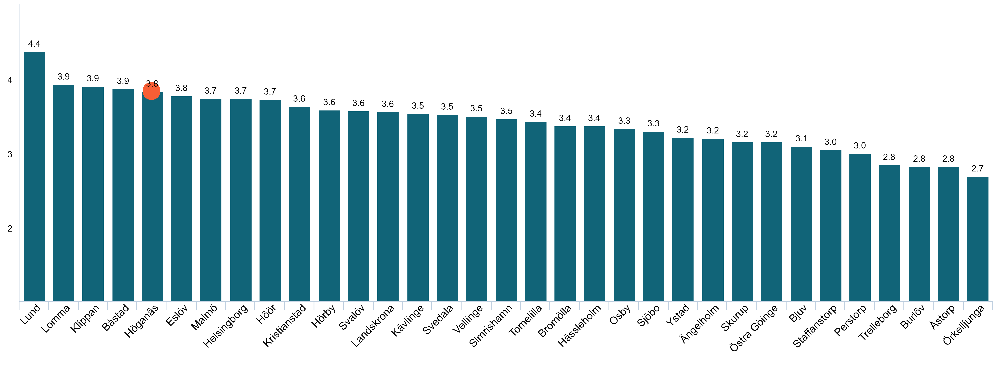 4.4
3.9
3.9
3.9
3.8
3.8
3.7
3.7
3.7
3.6
3.6
3.6
3.6
3.5
3.5
3.5
3.5
3.4
3.4
3.4
3.3
3.3
3.2
3.2
3.2
3.2
3.1
3.0
3.0
2.8
2.8
2.8
2.7
4
3
2
Lund
Lomma
Klippan
Båstad
Höganäs
Eslöv
Malmö
Helsingborg
Höör
Kristianstad
Hörby
Svalöv
Landskrona
Kävlinge
Svedala
Vellinge
Simrishamn
Tomelilla
Bromölla
Hässleholm
Osby
Sjöbo
Ystad
Ängelholm
Skurup
Östra Göinge
Bjuv
Staffanstorp
Perstorp
Trelleborg
Burlöv
Åstorp
Örkelljunga